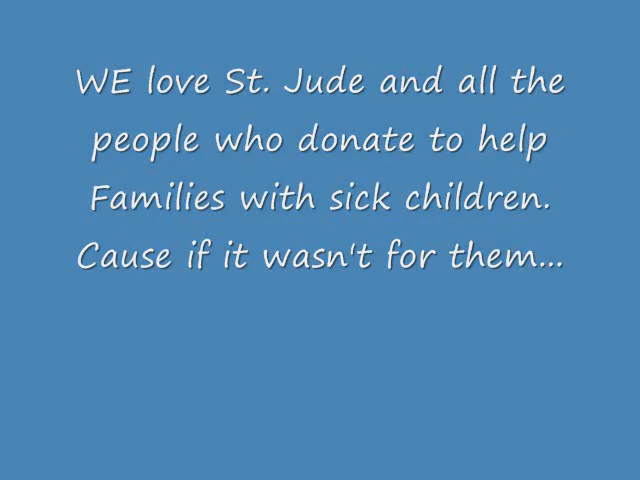 WE love St. Jude and all the
people who donate to help
Families with sick children.
Cause if it wasn't for them...